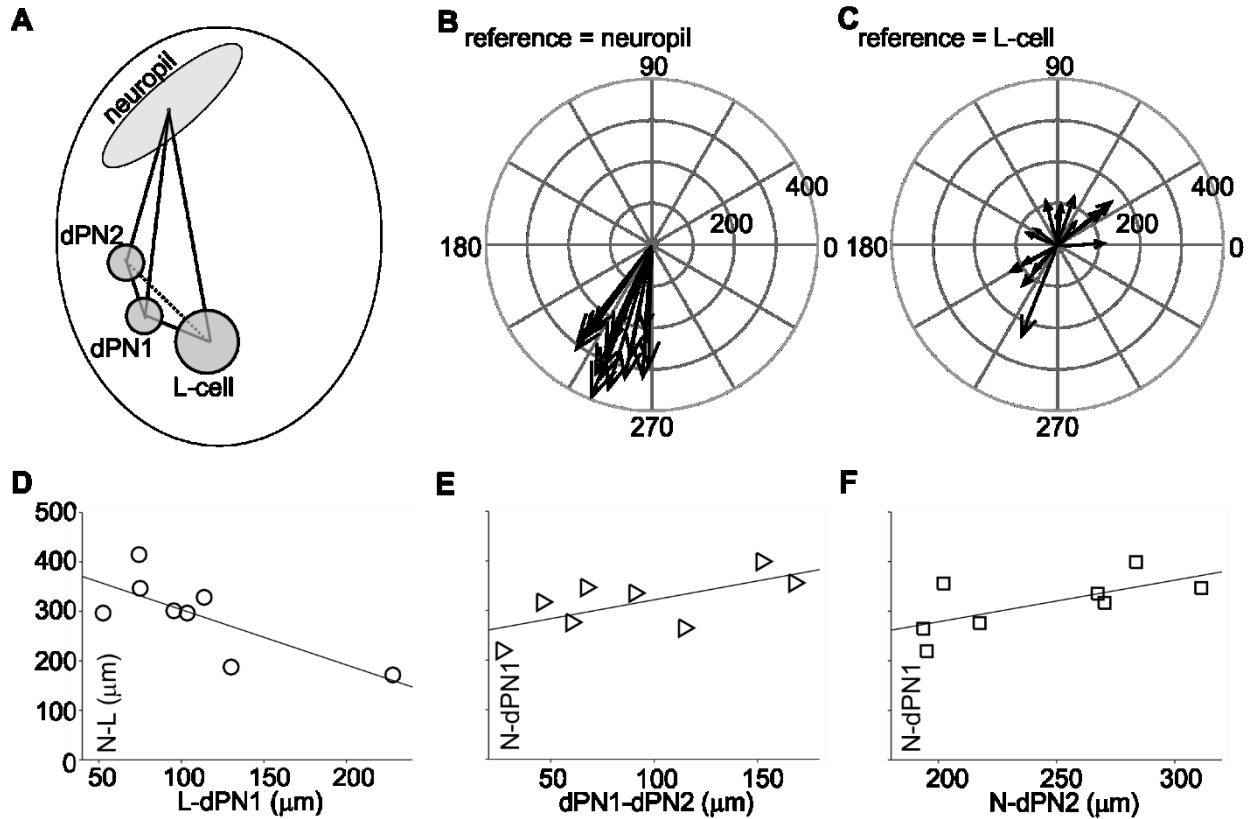 A
neuropil
dPN2
dPN1
L-cell
B
reference = neuropil
90
400
200
180
0
270
C
reference = L-cell
90
400
200
180
0
270
D
500
400
300
200
100
0
N-L (μm)
50 100 150 200
L-dPN1 (μm)
E
N-dPN1
50 100 150
dPN1-dPN2 (μm)
F
N-dPN1
200 250 300
N-dPN2 (μm)